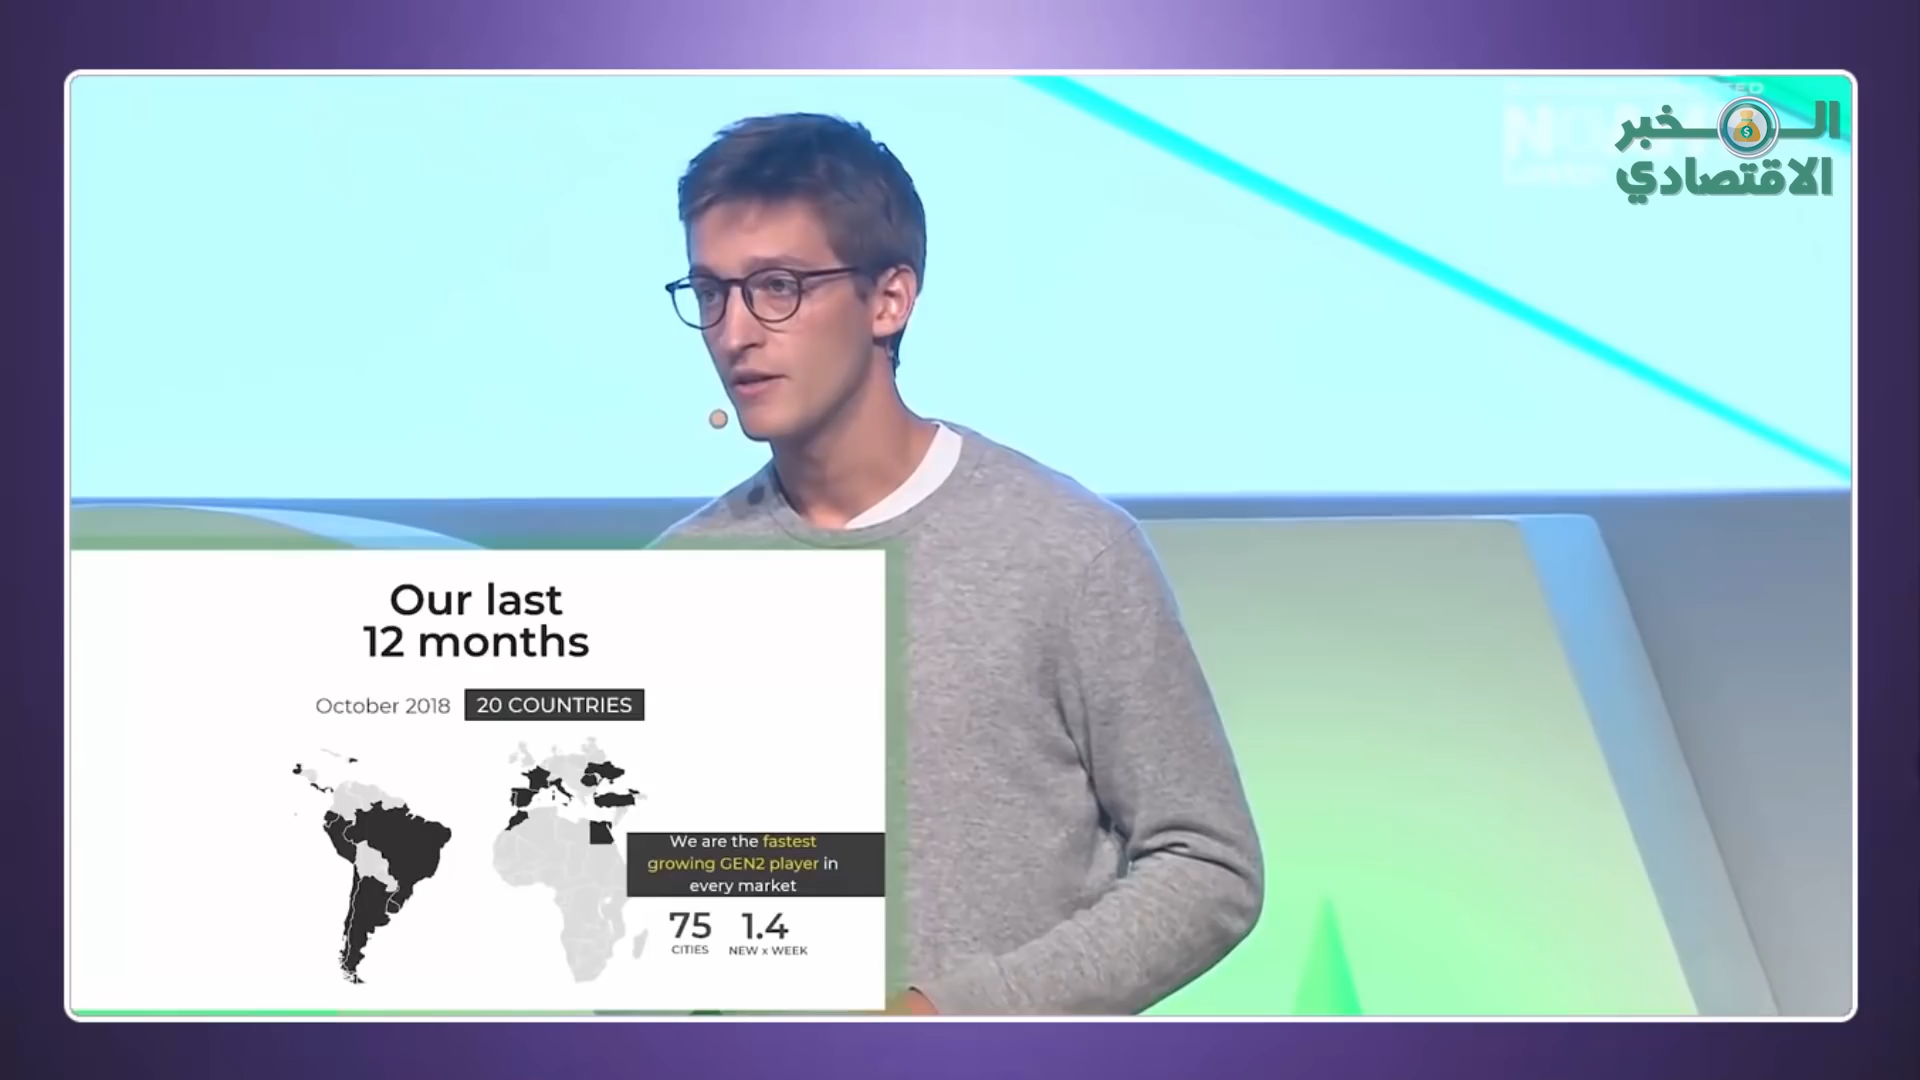 الخبر
الاقتصادي
Our last
12 months
October 2018 20 COUNTRIES
We are the fastest
growing GEN2 player in
every market
75 1.4
CITIES NEW x WEEK